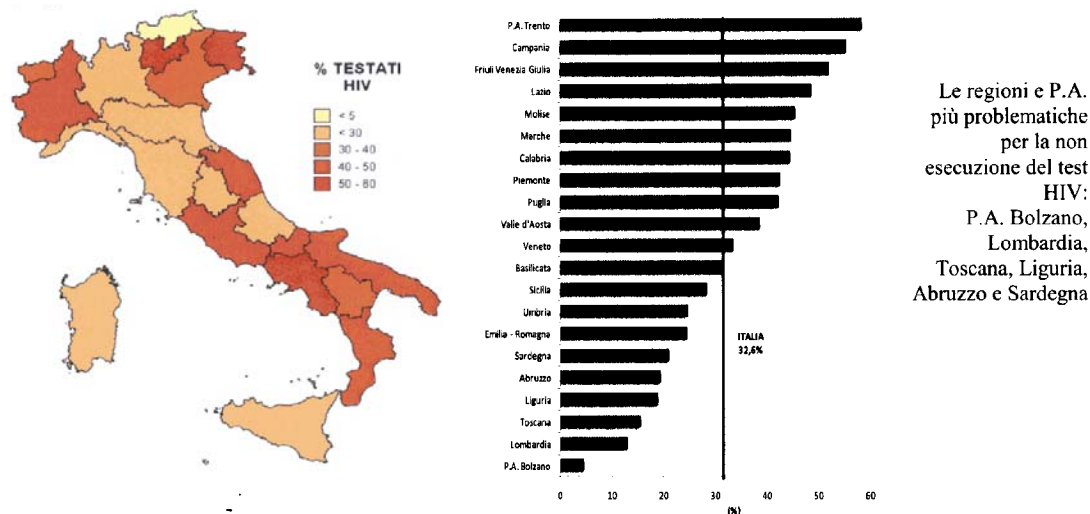 % TESTATI
HIV
< 5
< 30
30 - 40
40 - 50
50 - 60
P.A. Trento
Campania
Friuli Venezia Giulia
Lazio
Molise
Marche
Calabria
Piemonte
Puglia
Valle d'Aosta
Veneto
Basilicata
Sicilia
Umbria
Emilia - Romagna
Sardegna
Abruzzo
Liguria
Toscana
Lombardia
P.A. Bolzano
ITALIA
32,6%
0 10 20 30 40 50 60
(%)
Le regioni e P.A.
più problematiche
per la non
esecuzione del test
HIV:
P.A. Bolzano,
Lombardia,
Toscana, Liguria,
Abruzzo e Sardegna